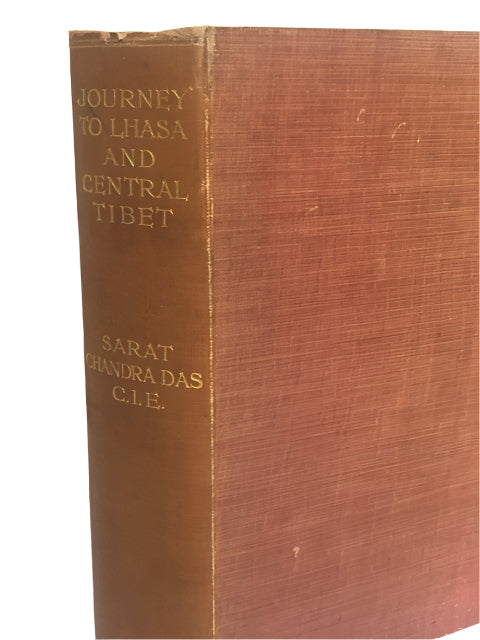 JOURNEY
TO LHASA
AND
CENTRAL
TIBET
SARAT
CHANDRA DAS
C.I.E.